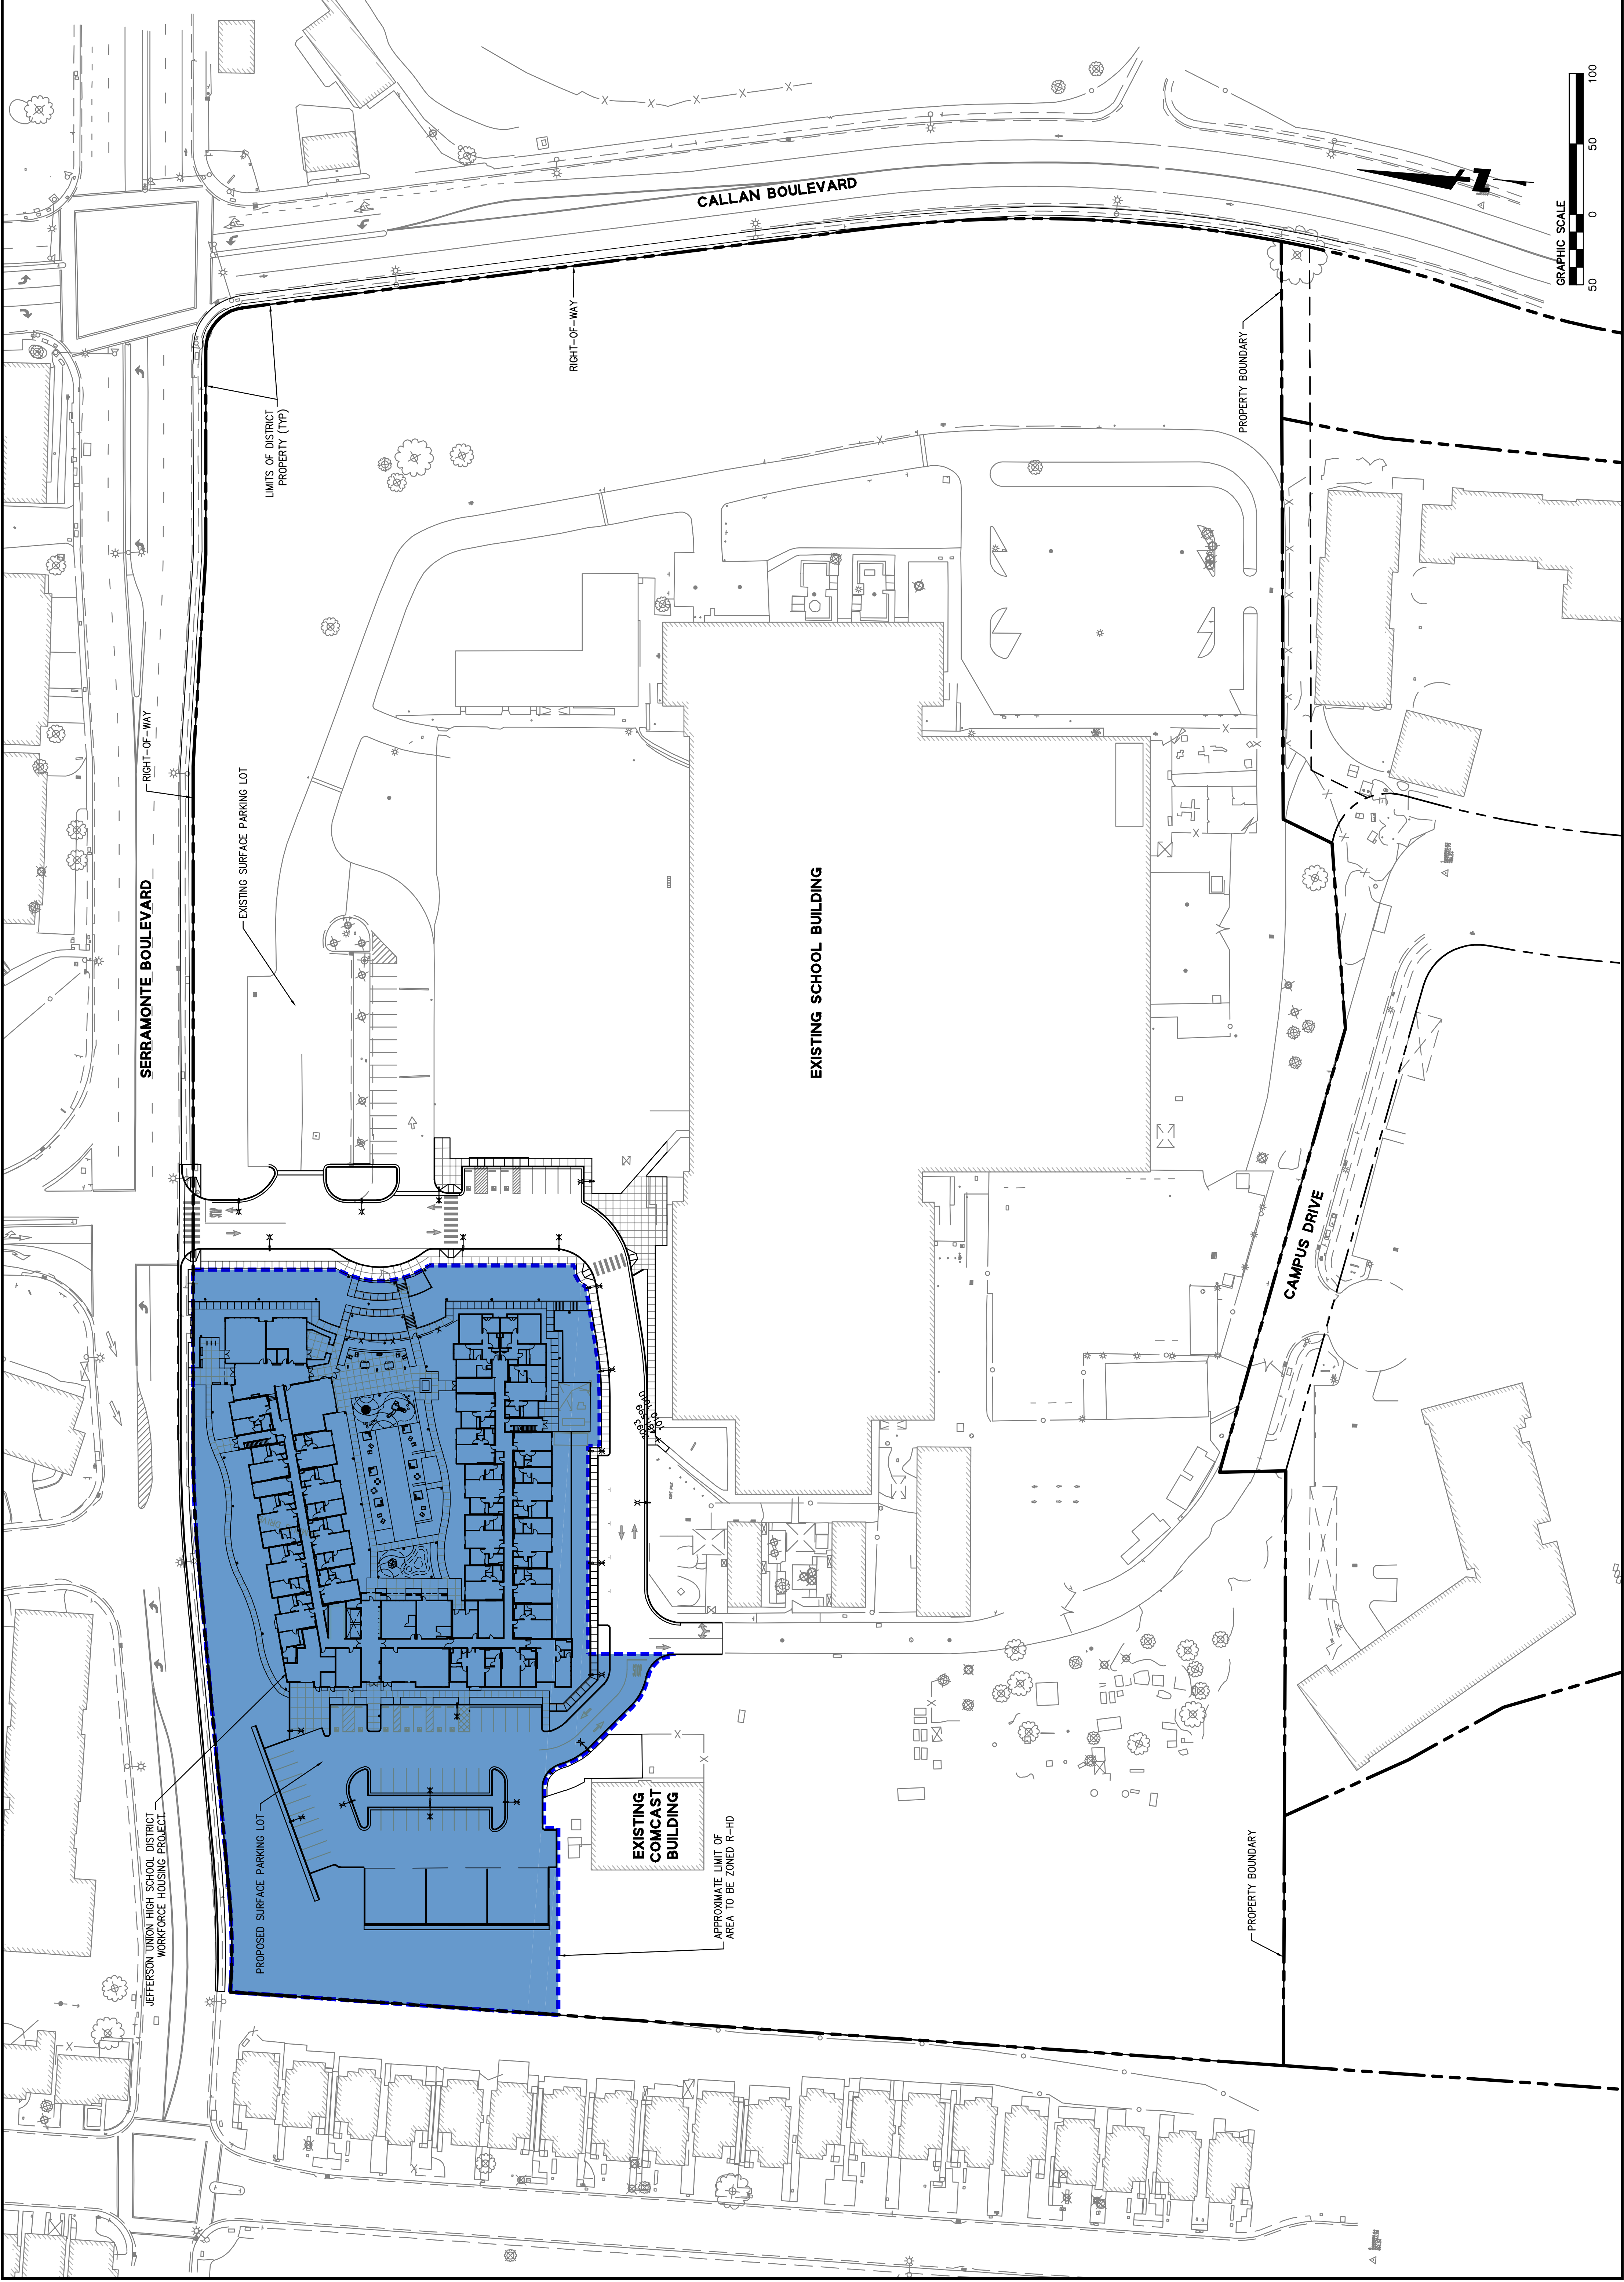 JEFFERSON UNION HIGH SCHOOL DISTRICT
WORKFORCE HOUSING PROJECT.
SERRAMONTE BOULEVARD
RIGHT-OF-WAY
PROPOSED SURFACE PARKING LOT
EXISTING SURFACE PARKING LOT
LIMITS OF DISTRICT
PROPERTY (TYP)
RIGHT-OF-WAY
CALLAN BOULEVARD
EXISTING
COMCAST
BUILDING
APPROXIMATE LIMIT OF
AREA TO BE ZONED R-HD
EXISTING SCHOOL BUILDING
PROPERTY BOUNDARY
CAMPUS DRIVE
PROPERTY BOUNDARY
GRAPHIC SCALE
50 0 50 100